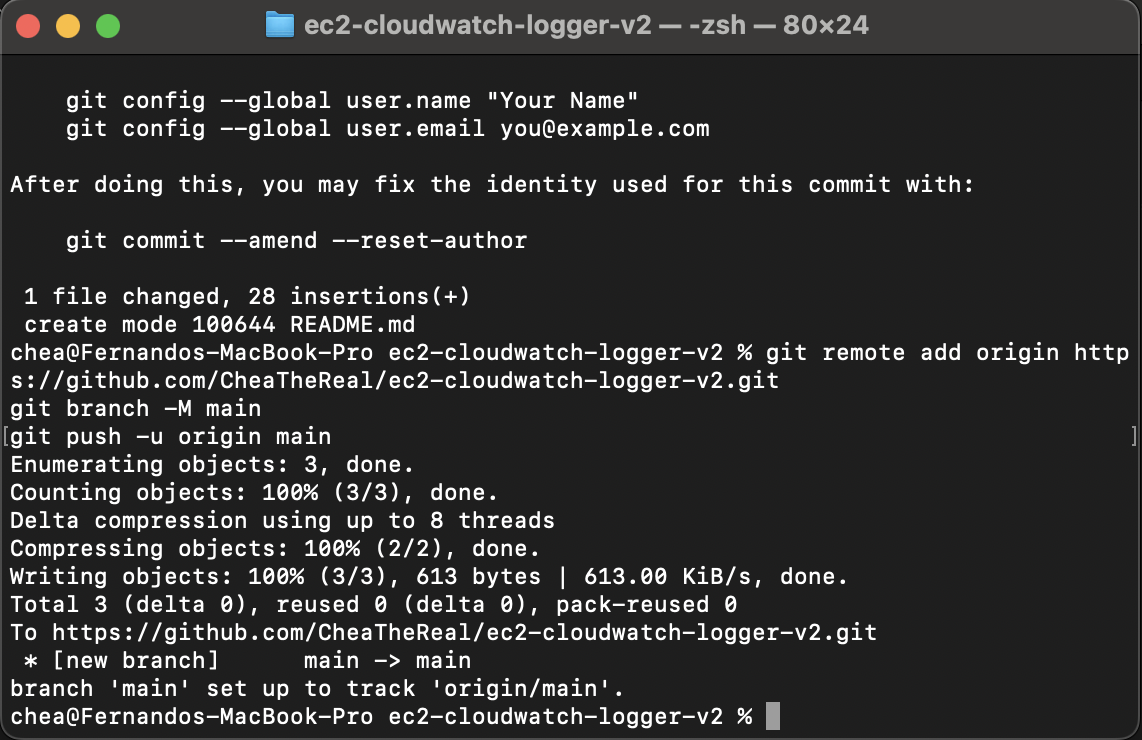 ec2-cloudwatch-logger-v2 — -zsh — 80×24
git config --global user.name "Your Name"
git config --global user.email you@example.com
After doing this, you may fix the identity used for this commit with:
git commit --amend --reset-author
1 file changed, 28 insertions(+)
create mode 100644 README.md
chea@Fernandos-MacBook-Pro ec2-cloudwatch-logger-v2 % git remote add origin http
s://github.com/CheaTheReal/ec2-cloudwatch-logger-v2.git
git branch -M main
[git push -u origin main ]
Enumerating objects: 3, done.
Counting objects: 100% (3/3), done.
Delta compression using up to 8 threads
Compressing objects: 100% (2/2), done.
Writing objects: 100% (3/3), 613 bytes | 613.00 KiB/s, done.
Total 3 (delta 0), reused 0 (delta 0), pack-reused 0
To https://github.com/CheaTheReal/ec2-cloudwatch-logger-v2.git
* [new branch]      main -> main
branch 'main' set up to track 'origin/main'.
chea@Fernandos-MacBook-Pro ec2-cloudwatch-logger-v2 %